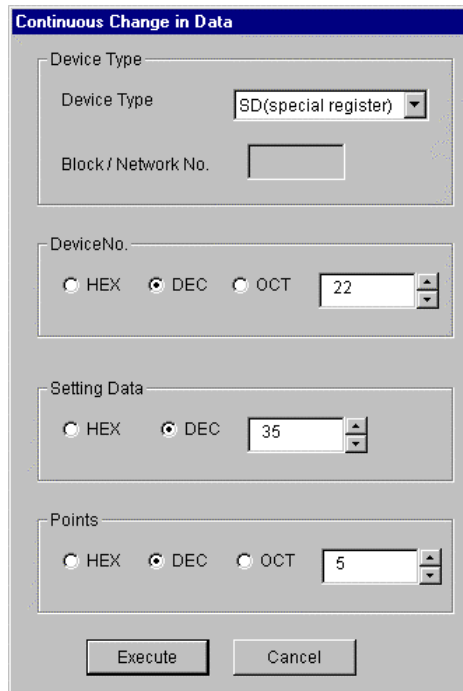 Continuous Change in Data
Device Type
Device Type SD(special register)
Block / Network No.
DeviceNo.
HEX DEC OCT 22
Setting Data
HEX DEC 35
Points
HEX DEC OCT 5
Execute Cancel